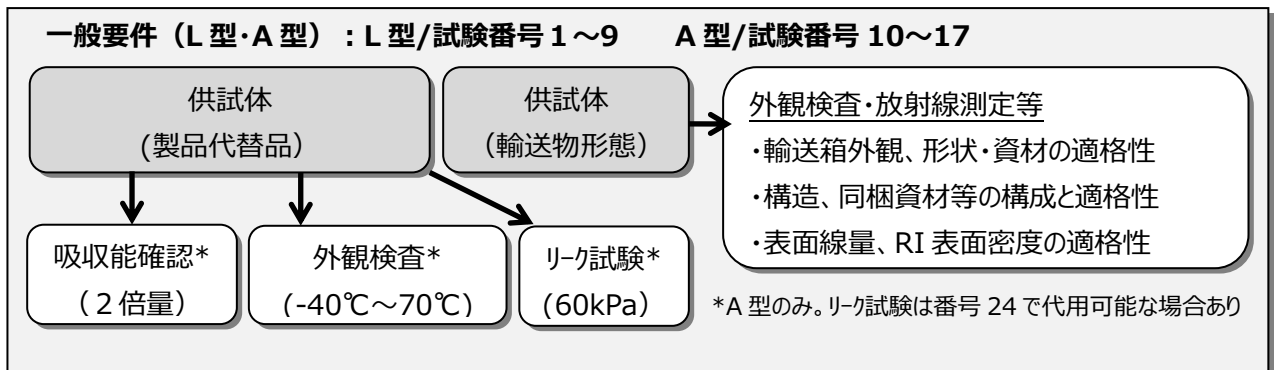 一般要件（L 型･A 型）：L 型/試験番号 1～9　　A 型/試験番号 10～17
供試体
(製品代替品)
供試体
（輸送物形態）
外観検査･放射線測定等
・輸送箱外観、形状・資材の適格性
・構造、同梱資材等の構成と適格性
・表面線量、RI 表面密度の適格性
吸収能確認*
（２倍量）
外観検査*
(-40℃～70℃)
ﾘｰｸ試験*
(60kPa)
*A 型のみ。ﾘｰｸ試験は番号 24 で代用可能な場合あり